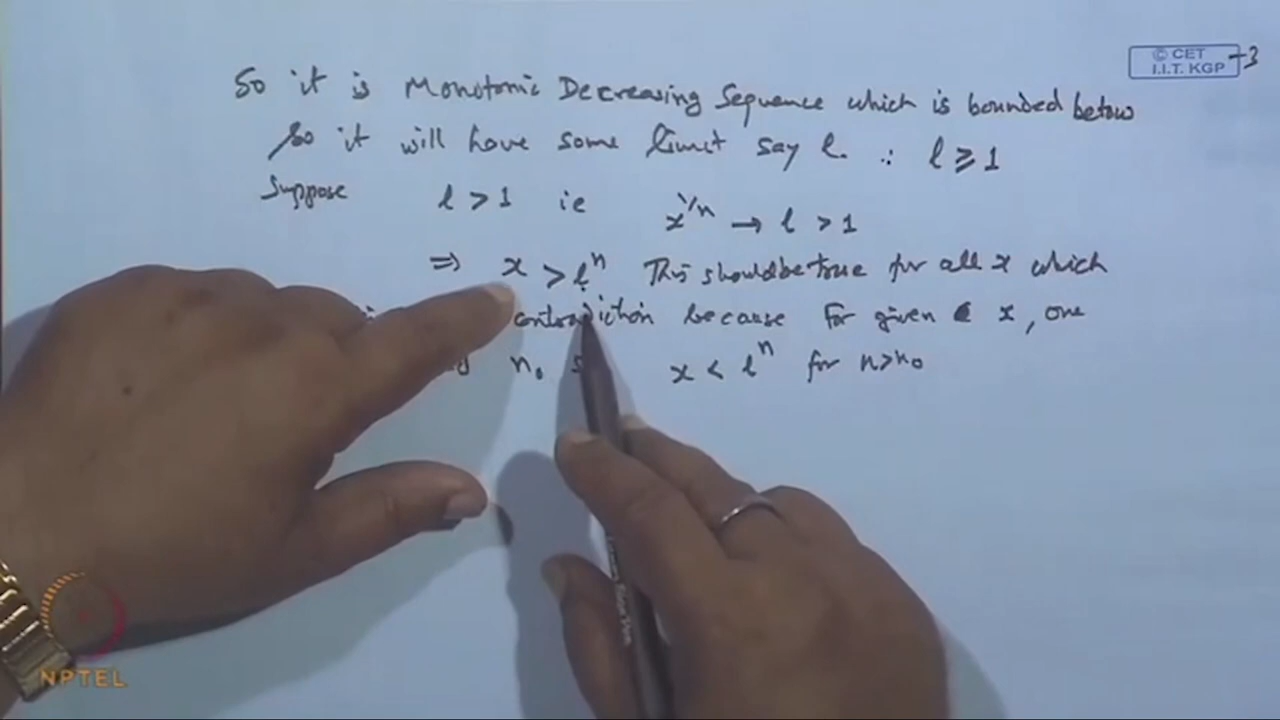 © CET
I.I.T. KGP
-3
So it is Monotonic Decreasing Sequence which is bounded below
So it will have some limit say l. ∴ l ≥ 1
Suppose l > 1 ie x^{1/n} → l > 1
⇒ x > l^n This should be true for all x which
contradiction because for given x, one
n₀ x < l^n for n > n₀
NPTEL